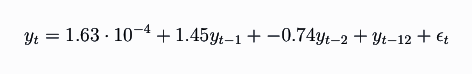 y_t = 1.63 · 10^{-4} + 1.45y_{t-1} + -0.74y_{t-2} + y_{t-12} + ϵ_t